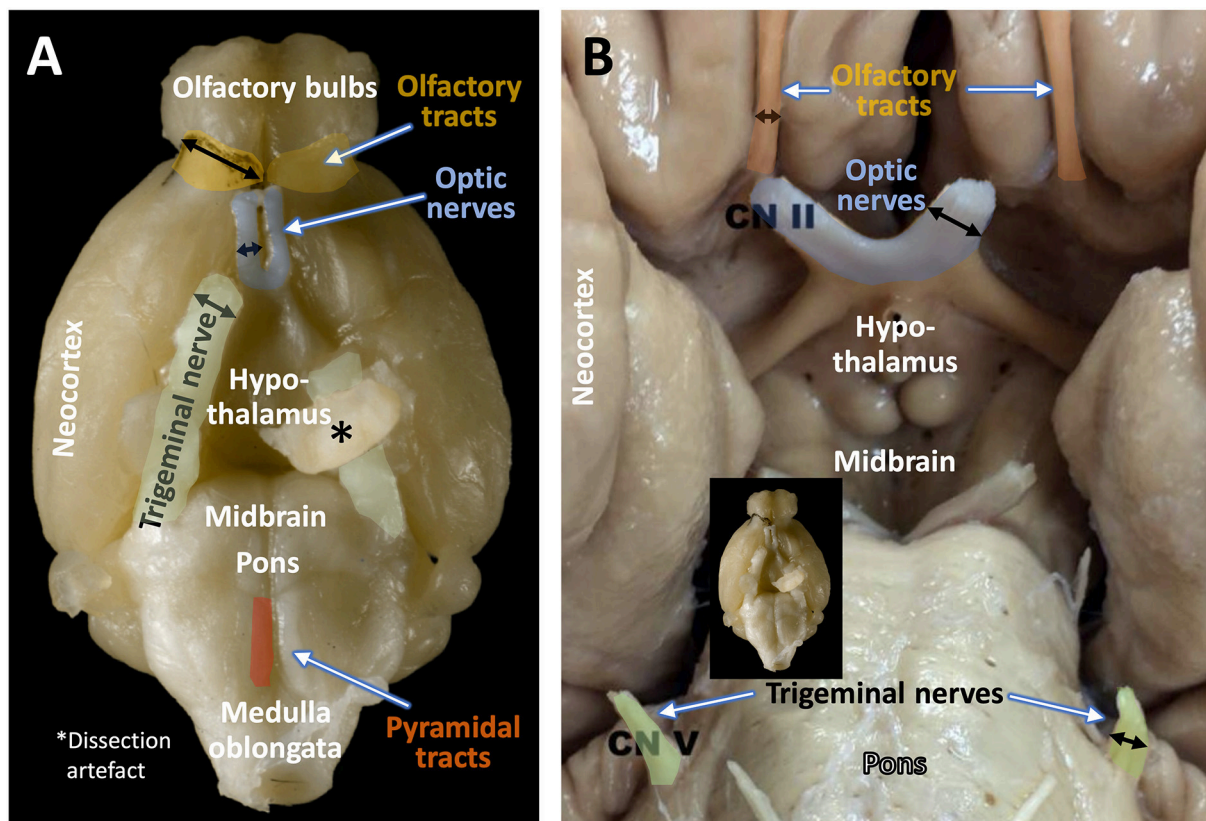 A
Olfactory bulbs
Olfactory
tracts
Optic
nerves
Neocortex
Trigeminal nerve
Hypo-
thalamus
*
Midbrain
Pons
Medulla
oblongata
Pyramidal
tracts
*Dissection
artefact
B
Olfactory
tracts
Optic
nerves
CN II
Neocortex
Hypo-
thalamus
Midbrain
Trigeminal nerves
CN V
Pons